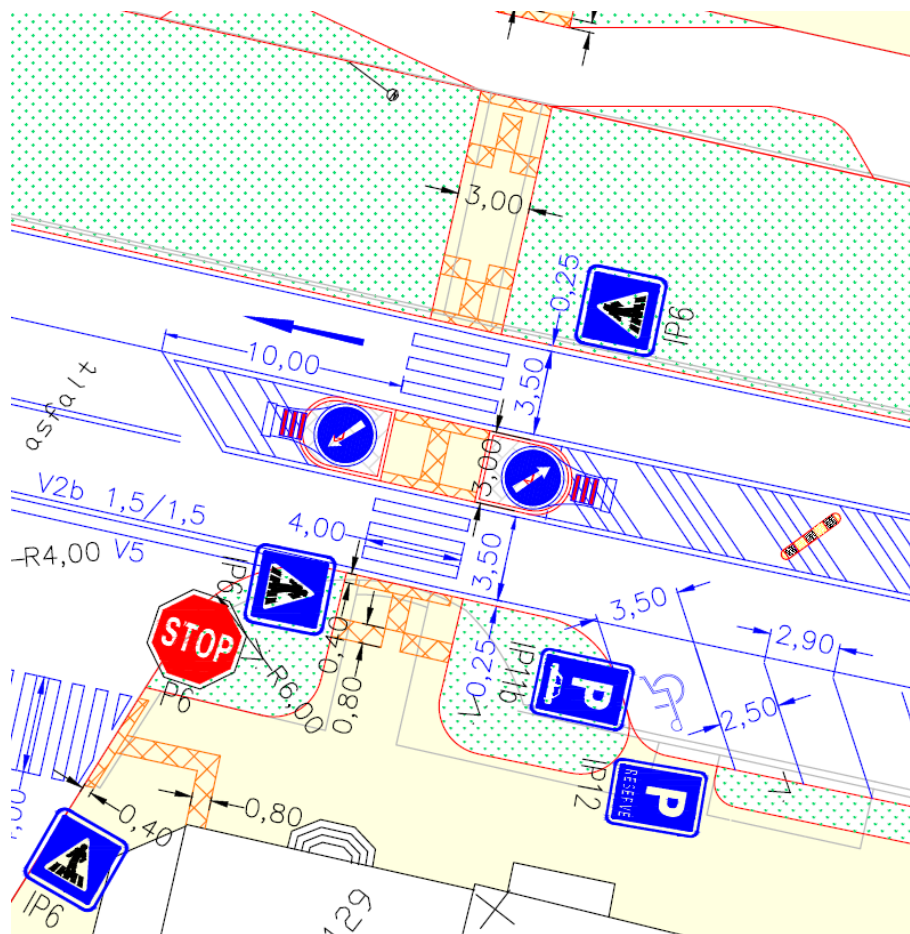 3,00
0,25
IP6
10,00
3,50
asfalt
3,00
V2b 1,5/1,5
4,00
R4,00
V5
3,50
IP6
STOP
0,40
3,50
2,90
P
IP11b
0,25
R6,00
P6
0,80
2,50
IP12
P
RESERVÉ
0,80
0,40
IP6
129